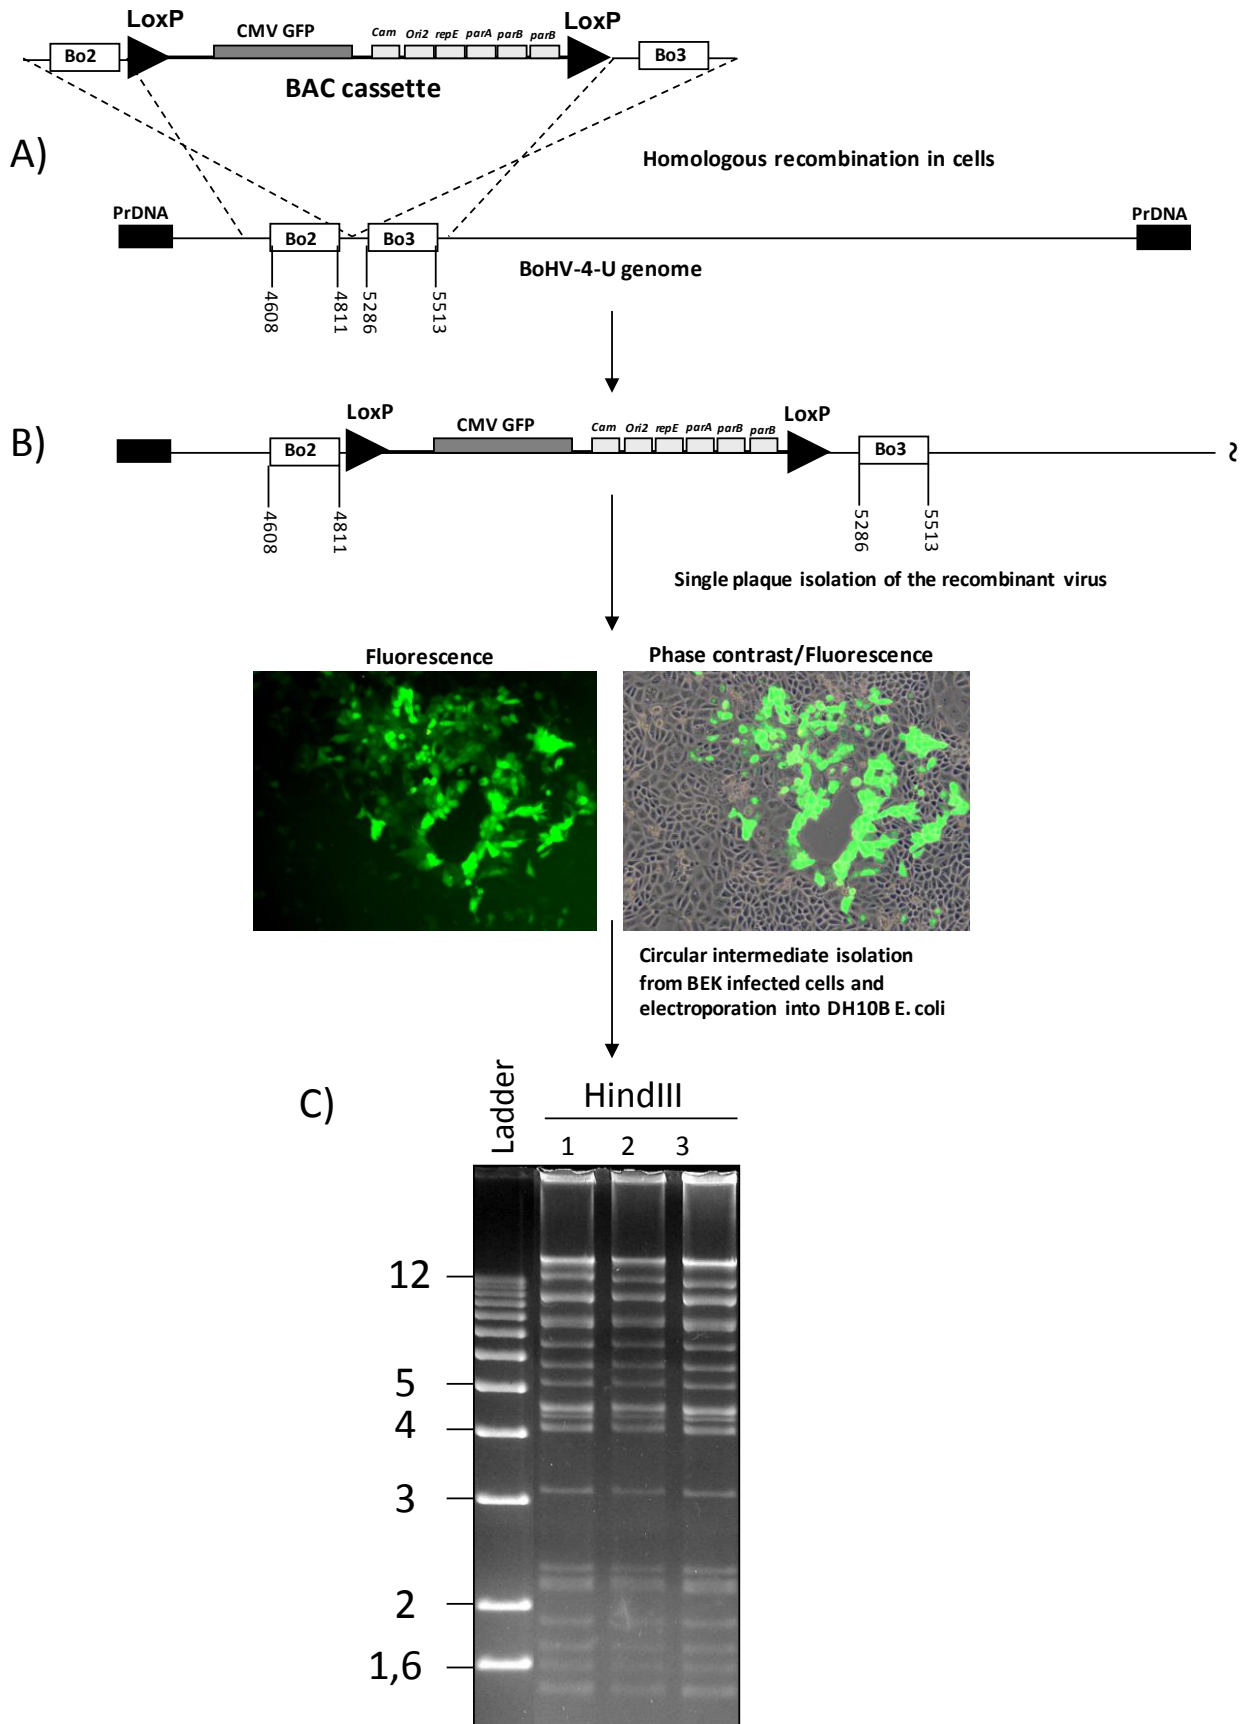 LoxP
LoxP
CMV GFP
Cam Ori2 repE parA parB parB
Bo2
Bo3
BAC cassette
A)
Homologous recombination in cells
PrDNA
PrDNA
Bo2
Bo3
BoHV-4-U genome
4608
4811
5286
5513
LoxP
LoxP
CMV GFP
Cam Ori2 repE parA parB parB
B)
Bo2
Bo3
~
4608
4811
5286
5513
Single plaque isolation of the recombinant virus
Fluorescence
Phase contrast/Fluorescence
Circular intermediate isolation
from BEK infected cells and
electroporation into DH10B E. coli
C)
Ladder
HindIII
1 2 3
12
5
4
3
2
1,6